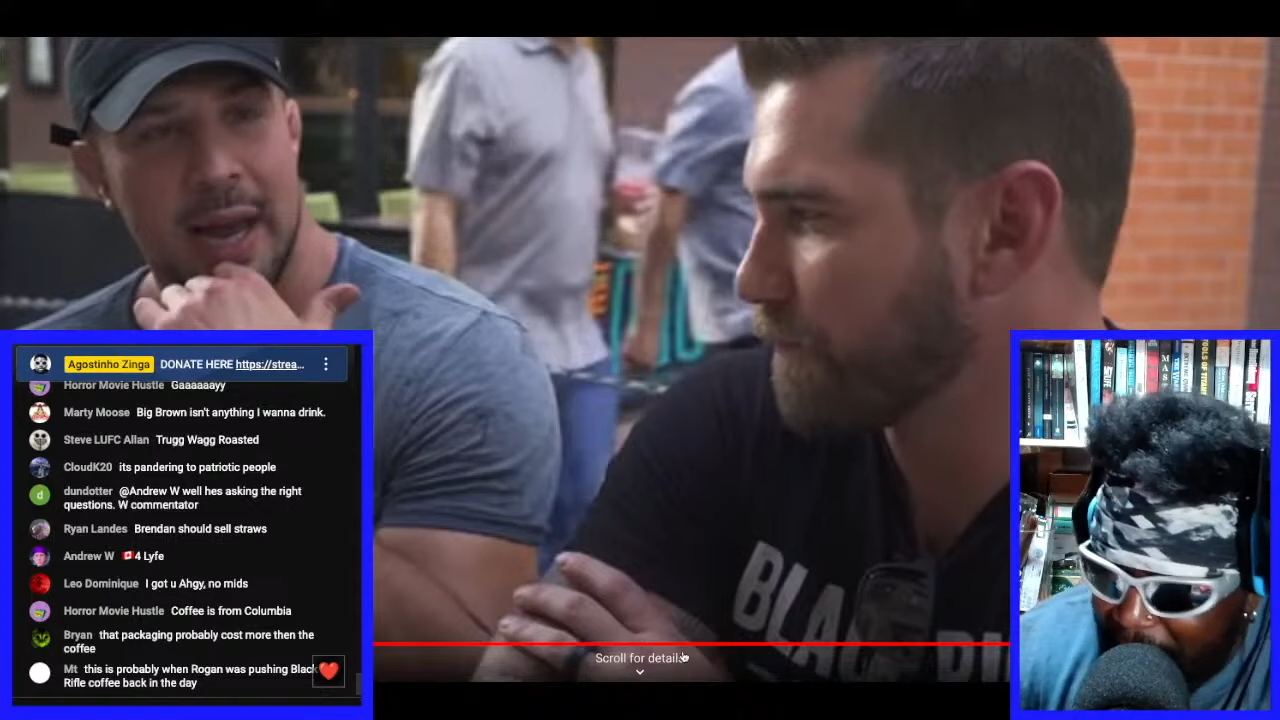 Agostinho Zinga DONATE HERE https://strea...
Horror Movie Hustle Gaaaaaayy
Marty Moose Big Brown isn't anything I wanna drink.
Steve LUFC Allan Trugg Wagg Roasted
CloudK20 its pandering to patriotic people
dundotter @Andrew W well hes asking the right
questions. W commentator
Ryan Landes Brendan should sell straws
Andrew W 🇨🇦4 Lyfe
Leo Dominique I got u Ahgy, no mids
Horror Movie Hustle Coffee is from Columbia
Bryan that packaging probably cost more then the
coffee
Mt this is probably when Rogan was pushing Black
Rifle coffee back in the day
d
Scroll for details
TOOLS OF TITANS